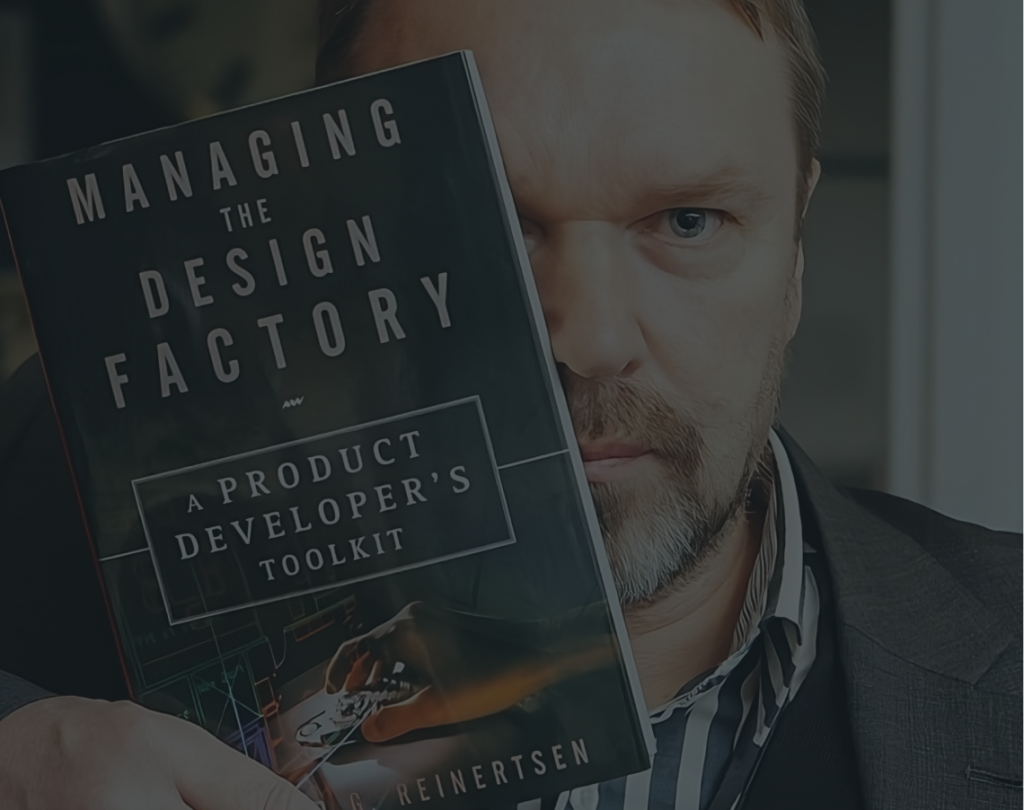 MANAGING
THE
DESIGN
FACTORY
A PRODUCT
DEVELOPER'S
TOOLKIT
G. REINERTSEN